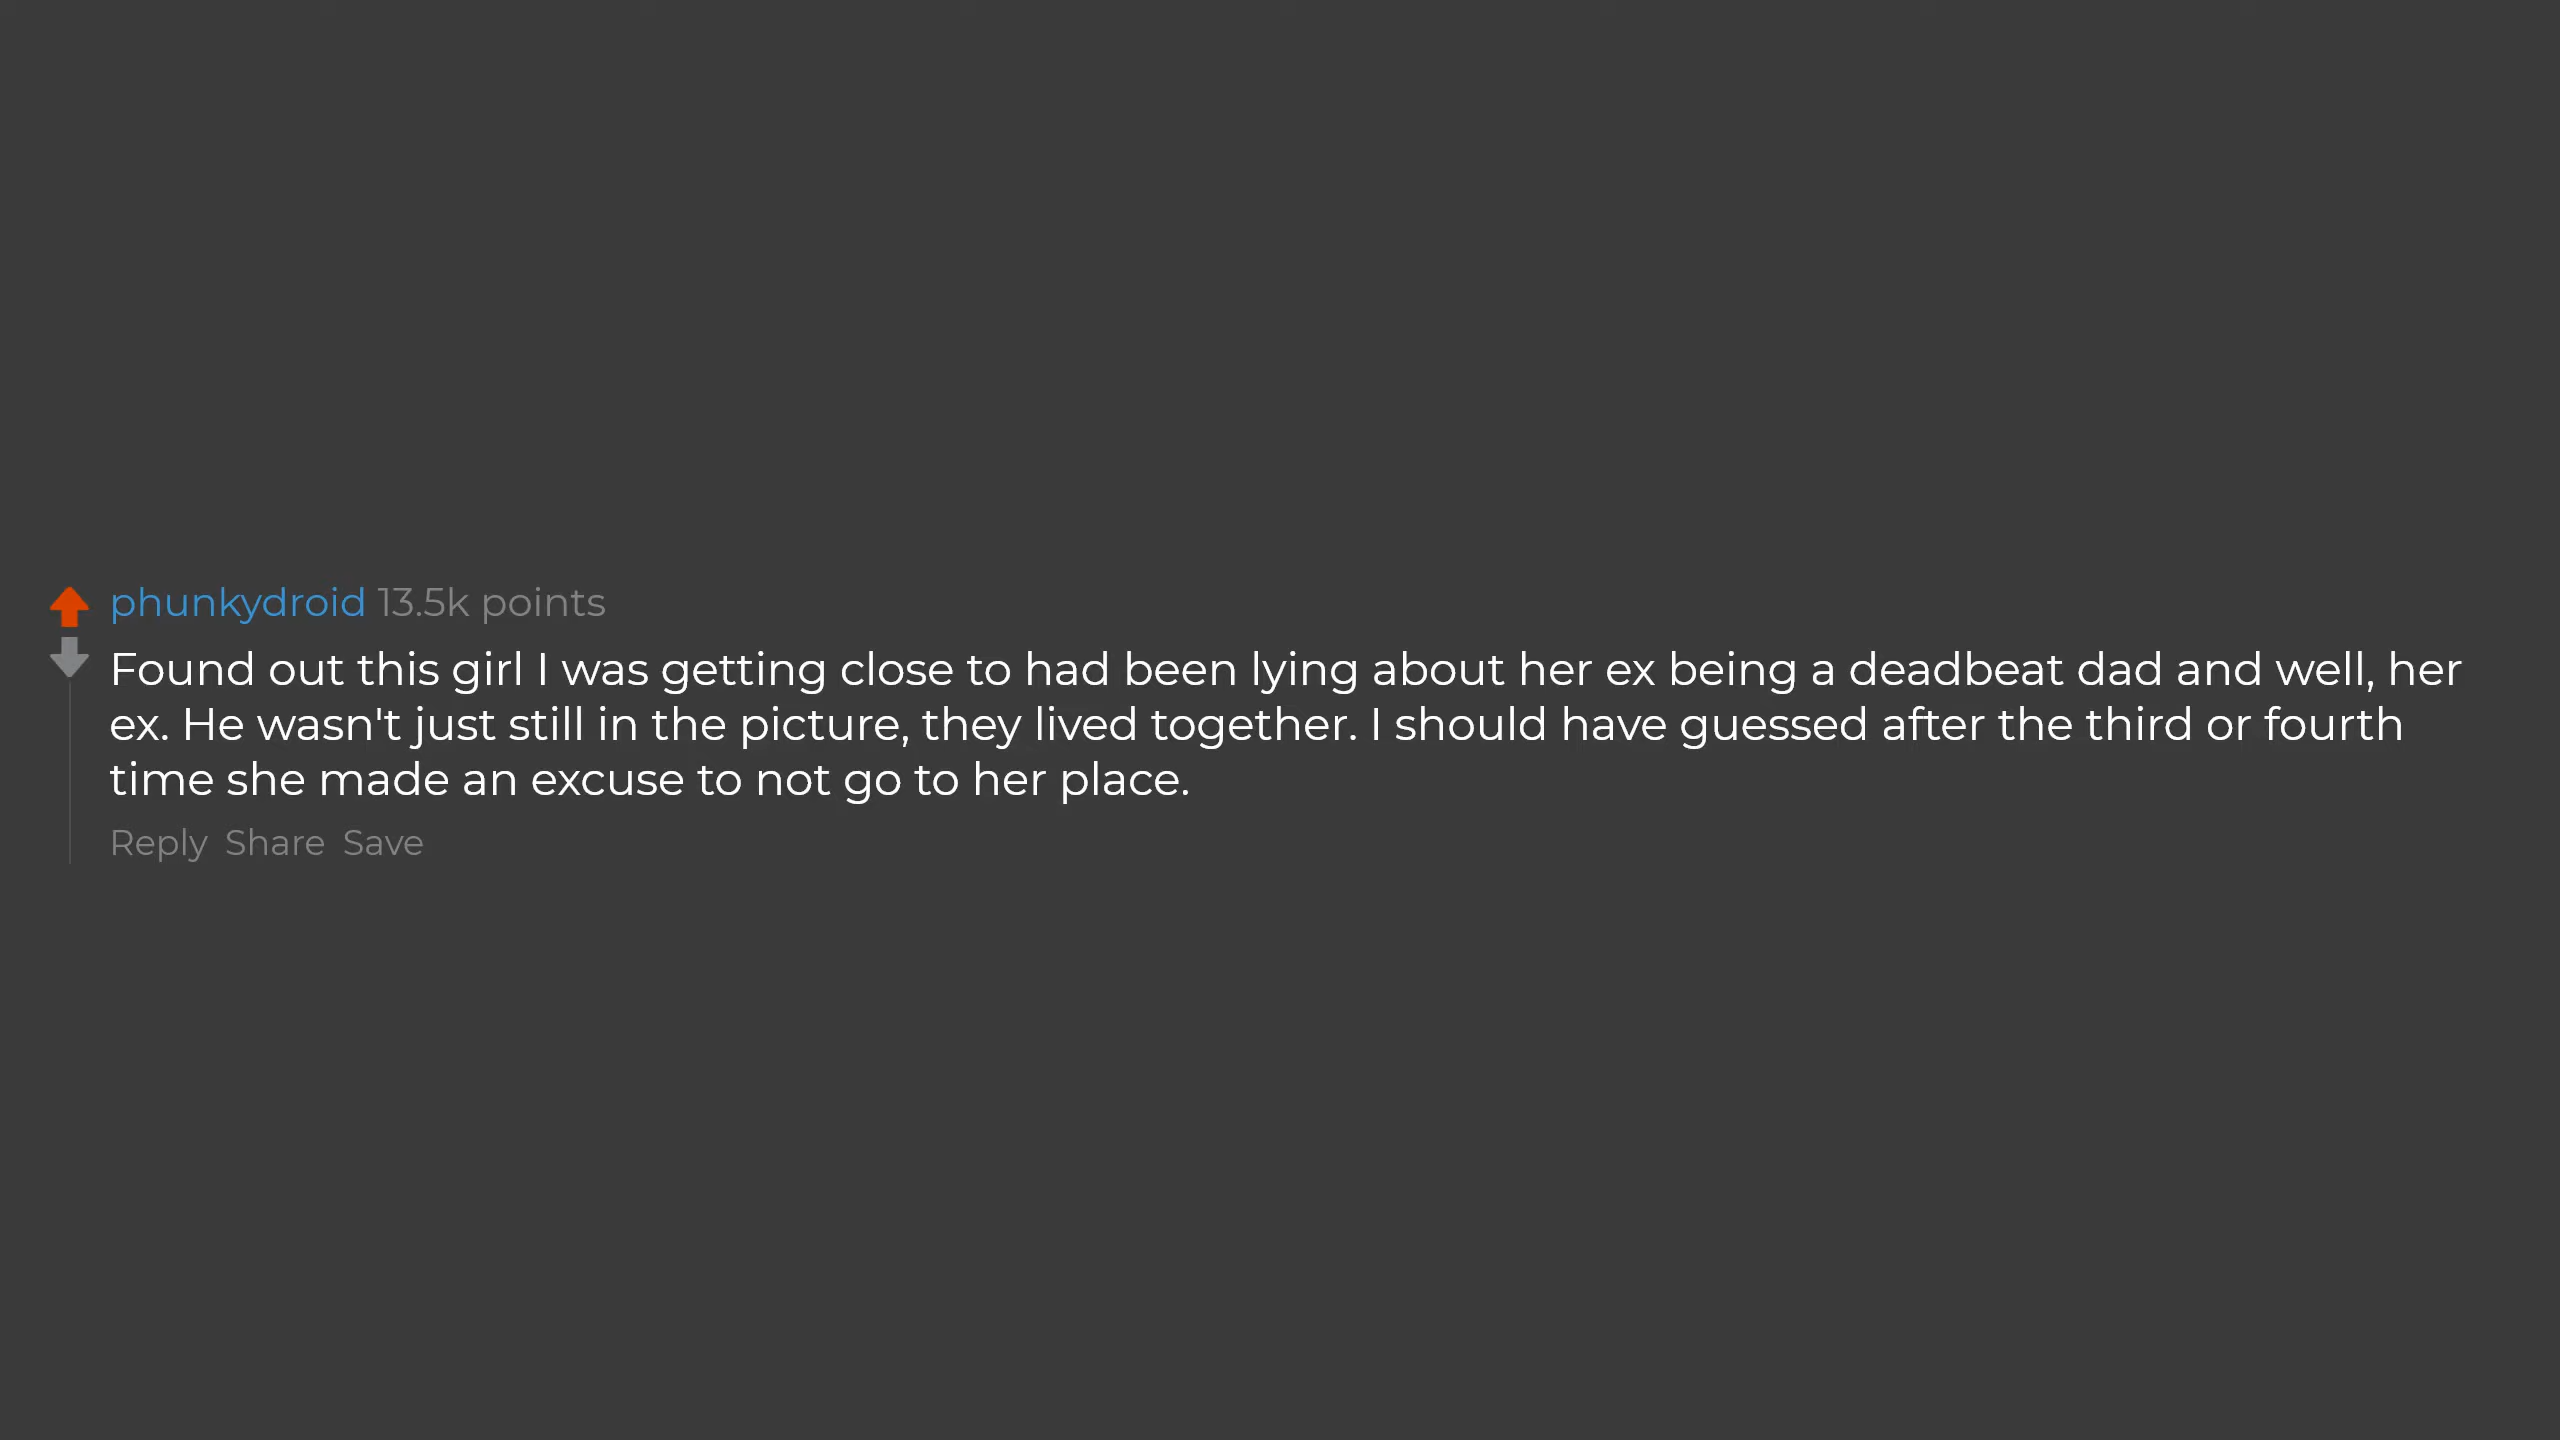 phunkydroid 13.5k points
Found out this girl I was getting close to had been lying about her ex being a deadbeat dad and well, her
ex. He wasn't just still in the picture, they lived together. I should have guessed after the third or fourth
time she made an excuse to not go to her place.
Reply Share Save